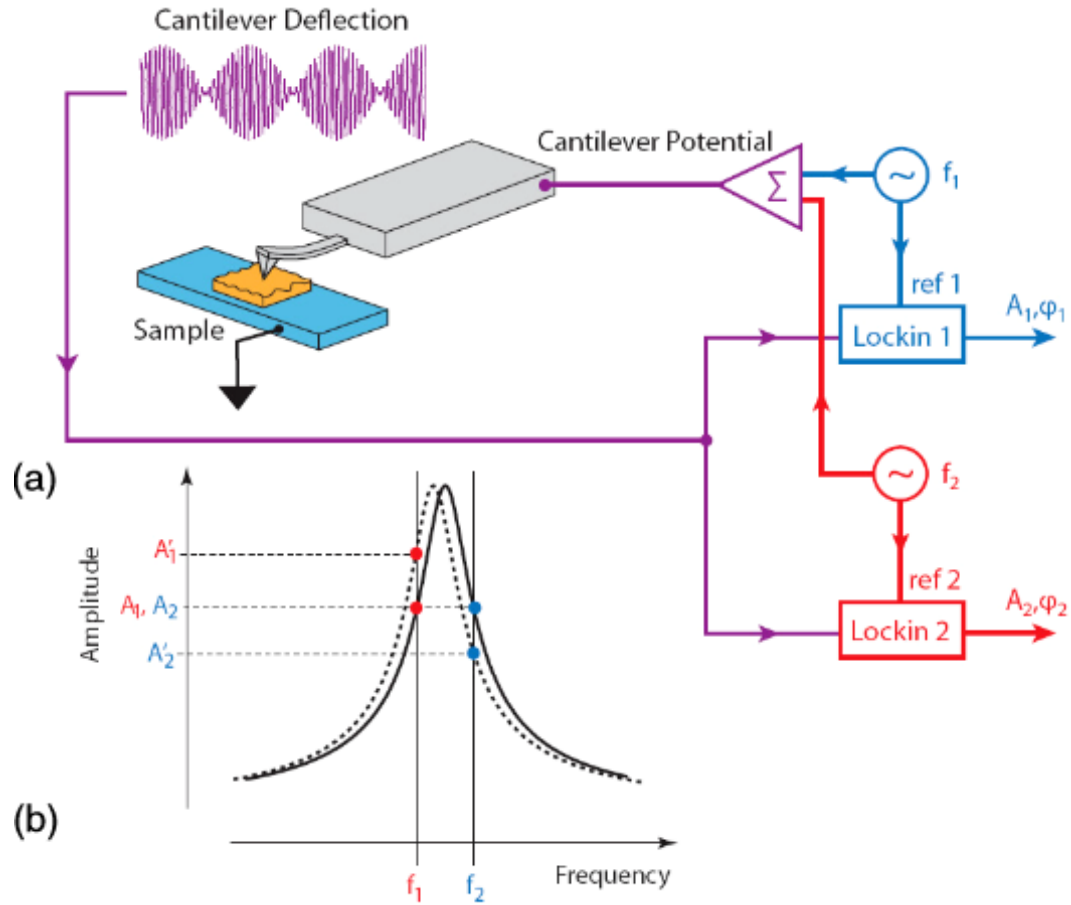 Cantilever Deflection
Cantilever Potential
Σ
~
f₁
ref 1
Lockin 1
A₁,φ₁
Sample
(a)
~
f₂
ref 2
Lockin 2
A₂,φ₂
Amplitude
A'₁
A₁, A₂
A'₂
(b)
f₁
f₂
Frequency